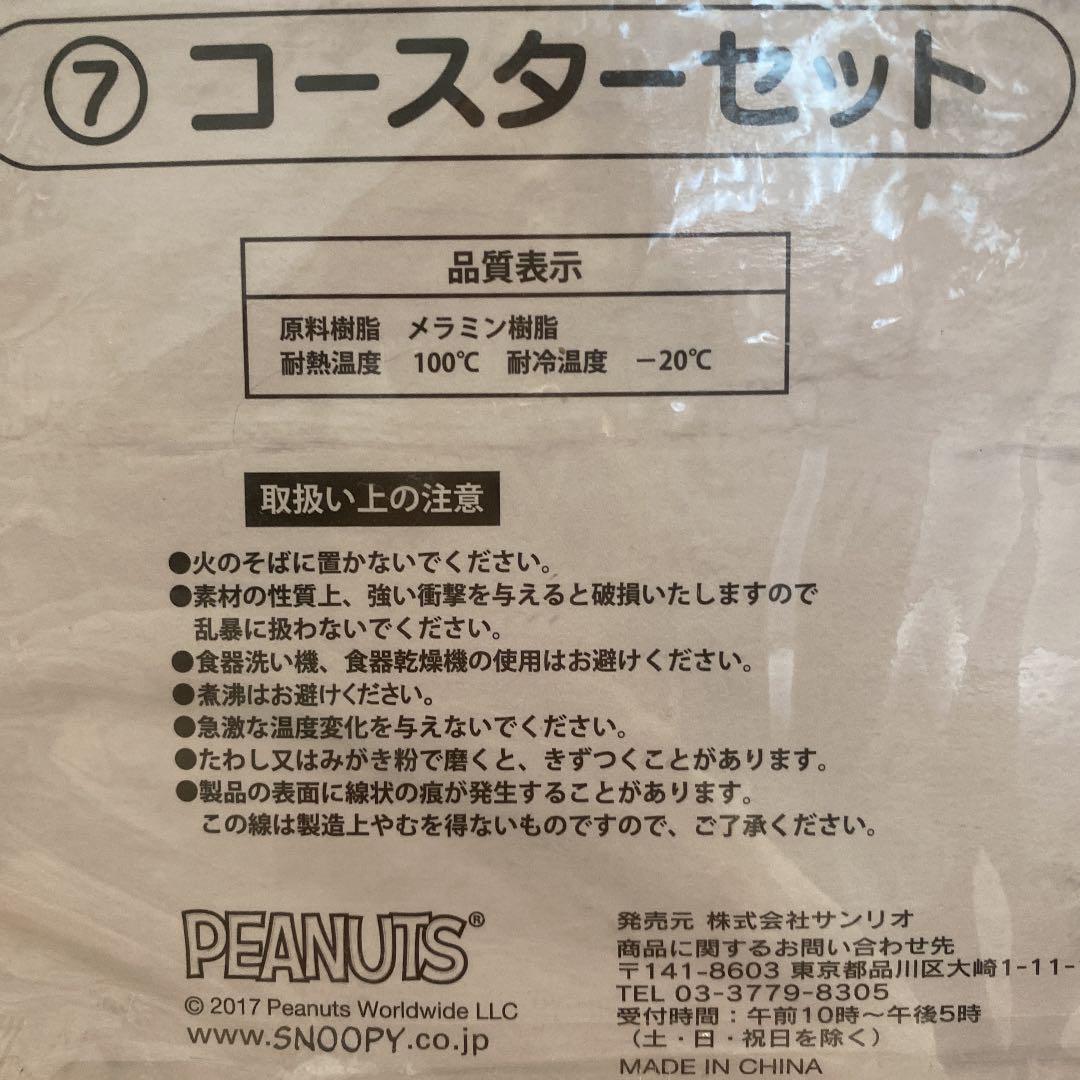 ⑦ コースターセット
品質表示
原料樹脂 メラミン樹脂
耐熱温度 100℃ 耐冷温度 －20℃
取扱い上の注意
●火のそばに置かないでください。
●素材の性質上、強い衝撃を与えると破損いたしますので
乱暴に扱わないでください。
●食器洗い機、食器乾燥機の使用はお避けください。
●煮沸はお避けください。
●急激な温度変化を与えないでください。
●たわし又はみがき粉で磨くと、きずつくことがあります。
●製品の表面に線状の痕が発生することがあります。
この線は製造上やむを得ないものですので、ご了承ください。
PEANUTS®
© 2017 Peanuts Worldwide LLC
www.SNOOPY.co.jp
発売元 株式会社サンリオ
商品に関するお問い合わせ先
〒141-8603 東京都品川区大崎1-11-
TEL 03-3779-8305
受付時間：午前10時～午後5時
（土・日・祝日を除く）
MADE IN CHINA